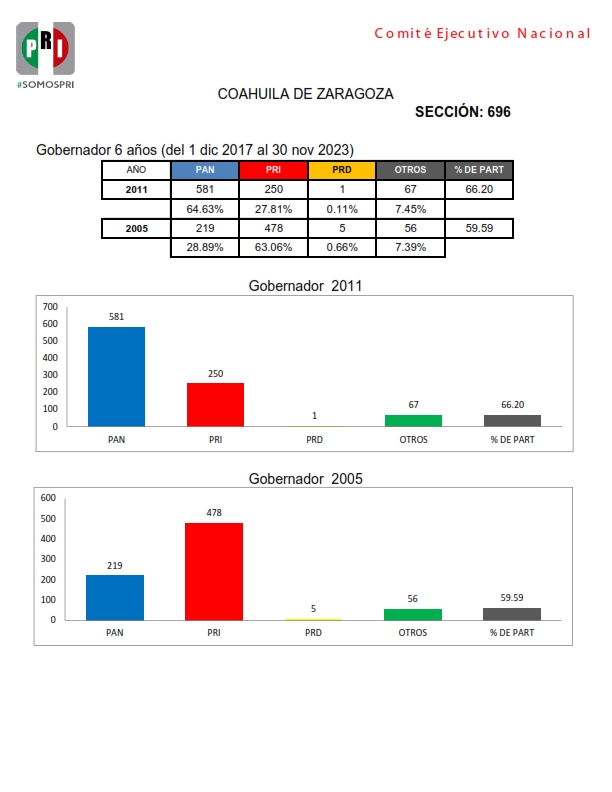 PRI
#SOMOSPRI
Comité Ejecutivo Nacional
COAHUILA DE ZARAGOZA
SECCIÓN: 696
Gobernador 6 años (del 1 dic 2017 al 30 nov 2023)
AÑO PAN PRI PRD OTROS % DE PART
2011 581 250 1 67 66.20
64.63% 27.81% 0.11% 7.45%
2005 219 478 5 56 59.59
28.89% 63.06% 0.66% 7.39%
Gobernador 2011
700
600
500
400
300
200
100
0
581
250
1
67
66.20
PAN PRI PRD OTROS % DE PART
Gobernador 2005
600
500
400
300
200
100
0
219
478
5
56
59.59
PAN PRI PRD OTROS % DE PART